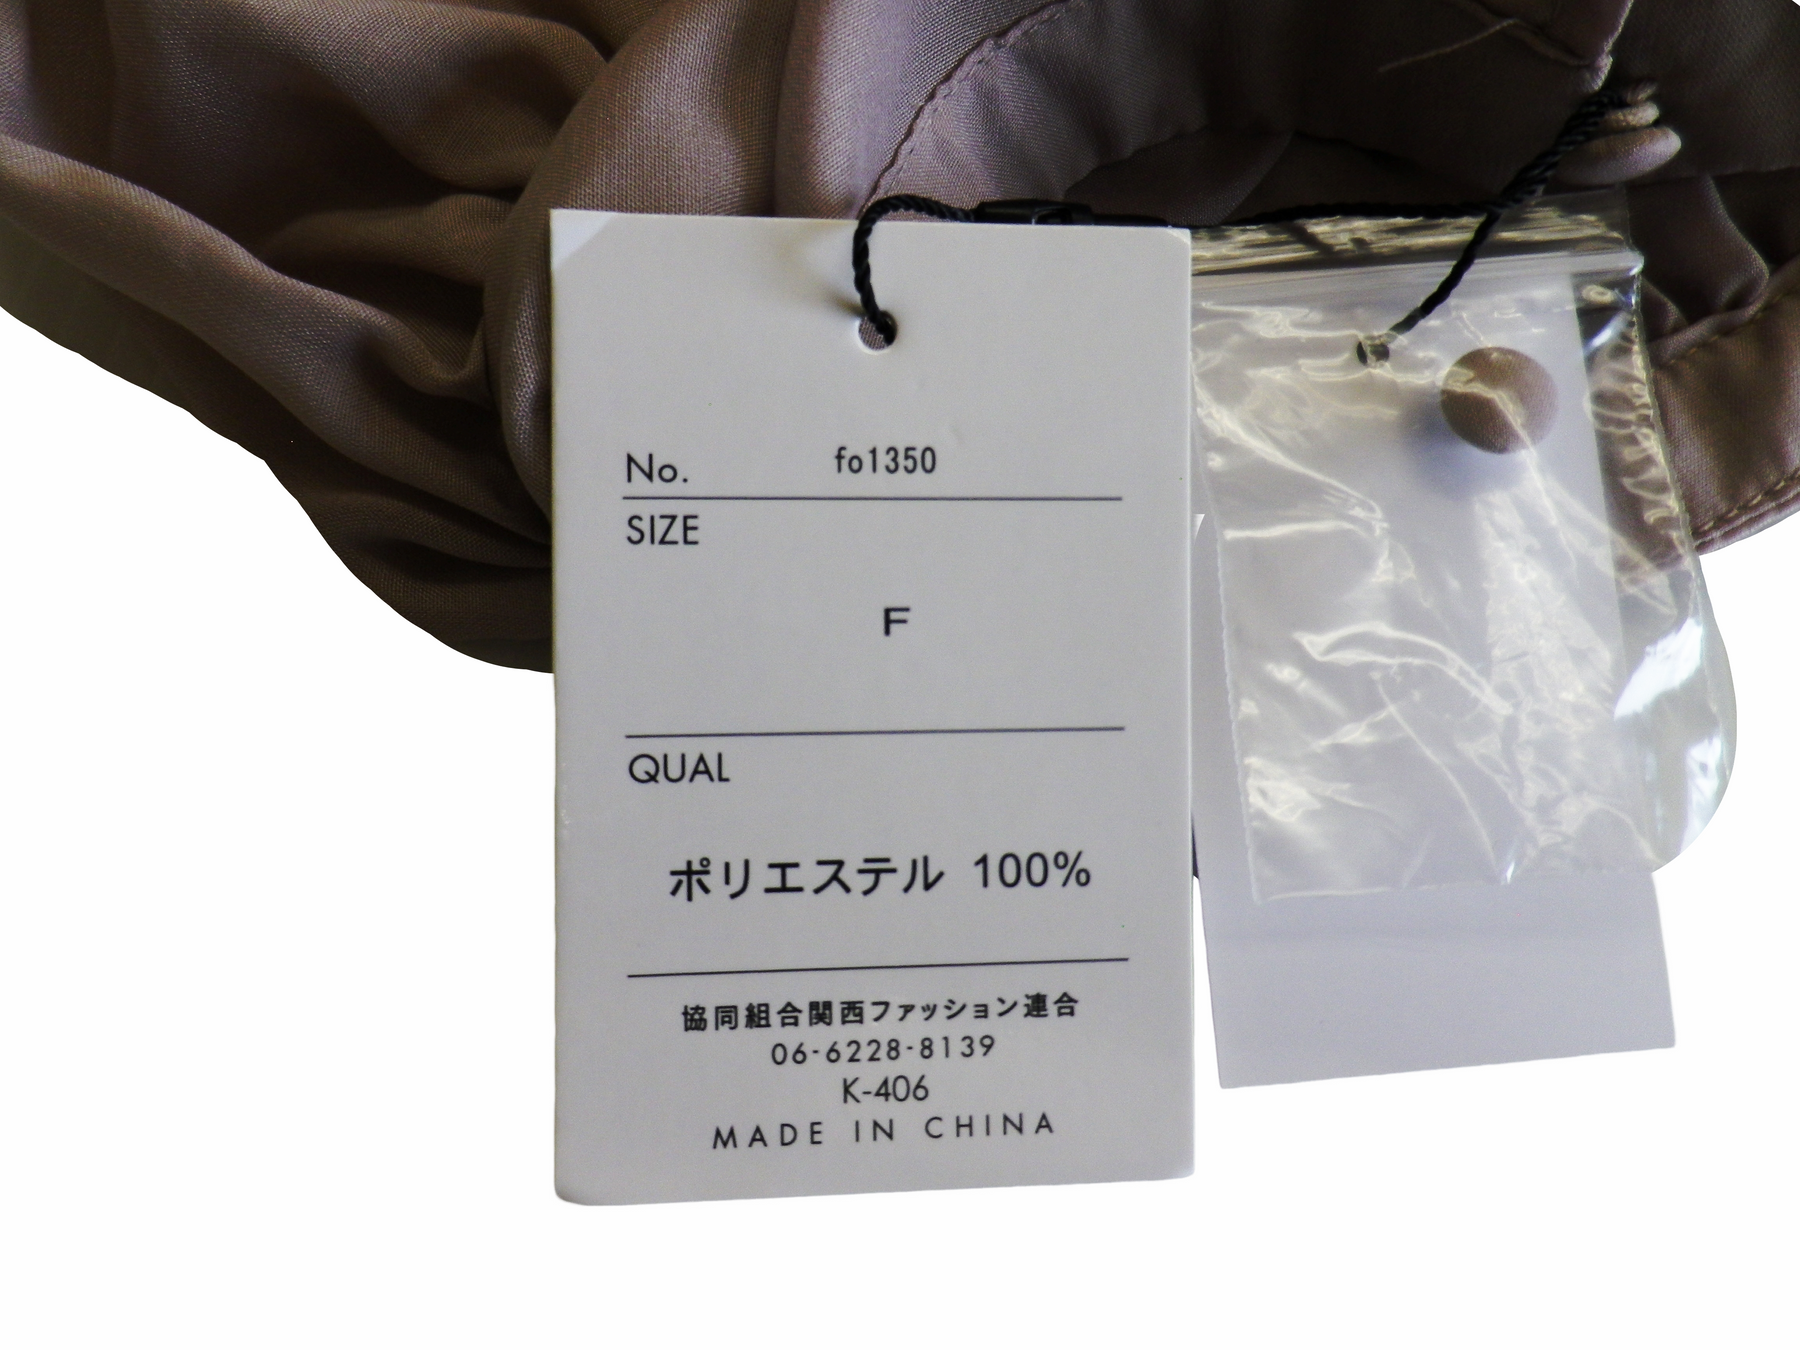 No. fo1350
SIZE
F
QUAL
ポリエステル 100%
協同組合関西ファッション連合
06-6228-8139
K-406
MADE IN CHINA